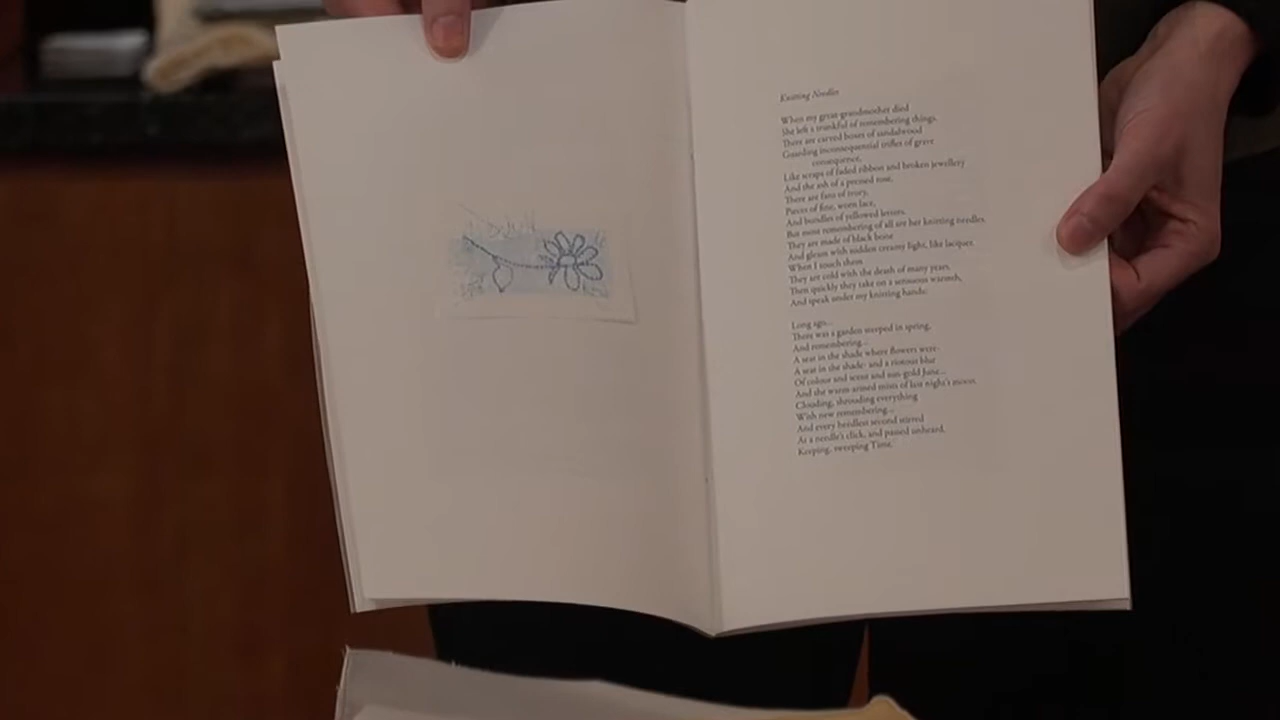 Knitting Needles
When my great-grandmother died
She left a trunkful of remembering things.
There are carved boxes of sandalwood
Guarding inconsequential trifles of grave
consequence,
Like scraps of faded ribbon and broken jewellery
And the ash of a pressed rose.
There are fans of ivory,
Pieces of fine, worn lace,
And bundles of yellowed letters.
But most remembering of all are her knitting needles.
They are made of black bone
And gleam with sudden creamy light, like lacquer.
When I touch them
They are cold with the death of many years,
Then quickly they take on a sensuous warmth,
And speak under my knitting hands:
Long ago...
There was a garden steeped in spring,
And remembering...
A seat in the shade where flowers were-
A seat in the shade- and a riotous blur
Of colour and scent and sun-gold June...
And the warm-armed mists of last night's moon,
Clouding, shrouding everything
With new remembering...
And every heedless second stirred
At a needle's click, and passed unheard,
Keeping, sweeping Time.